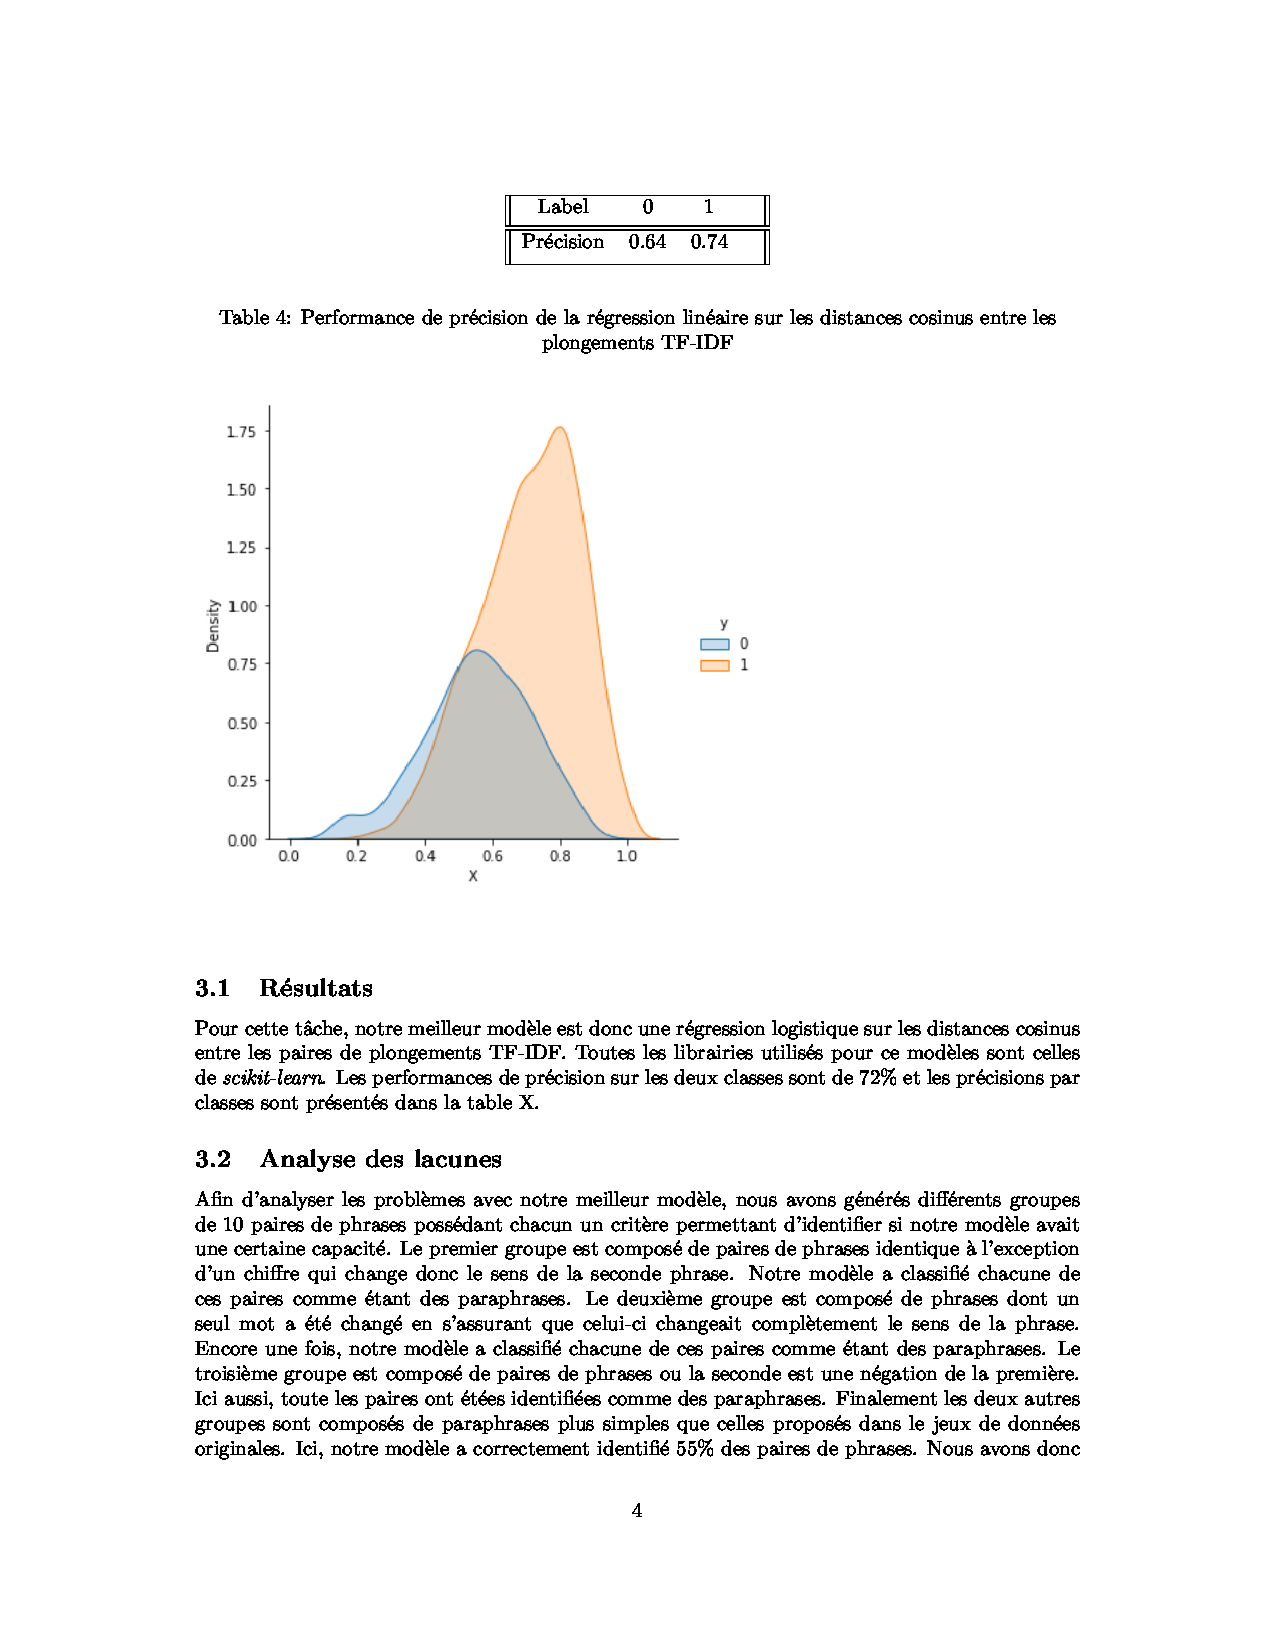 Label 0 1
Précision 0.64 0.74
Table 4: Performance de précision de la régression linéaire sur les distances cosinus entre les
plongements TF-IDF
1.75
1.50
1.25
1.00
0.75
0.50
0.25
0.00
Density
0.0 0.2 0.4 0.6 0.8 1.0
X
y
0
1
3.1 Résultats
Pour cette tâche, notre meilleur modèle est donc une régression logistique sur les distances cosinus
entre les paires de plongements TF-IDF. Toutes les librairies utilisés pour ce modèles sont celles
de scikit-learn. Les performances de précision sur les deux classes sont de 72% et les précisions par
classes sont présentés dans la table X.
3.2 Analyse des lacunes
Afin d'analyser les problèmes avec notre meilleur modèle, nous avons générés différents groupes
de 10 paires de phrases possédant chacun un critère permettant d'identifier si notre modèle avait
une certaine capacité. Le premier groupe est composé de paires de phrases identique à l'exception
d'un chiffre qui change donc le sens de la seconde phrase. Notre modèle a classifié chacune de
ces paires comme étant des paraphrases. Le deuxième groupe est composé de phrases dont un
seul mot a été changé en s'assurant que celui-ci changeait complètement le sens de la phrase.
Encore une fois, notre modèle a classifié chacune de ces paires comme étant des paraphrases. Le
troisième groupe est composé de paires de phrases ou la seconde est une négation de la première.
Ici aussi, toute les paires ont étées identifiées comme des paraphrases. Finalement les deux autres
groupes sont composés de paraphrases plus simples que celles proposés dans le jeux de données
originales. Ici, notre modèle a correctement identifié 55% des paires de phrases. Nous avons donc
4